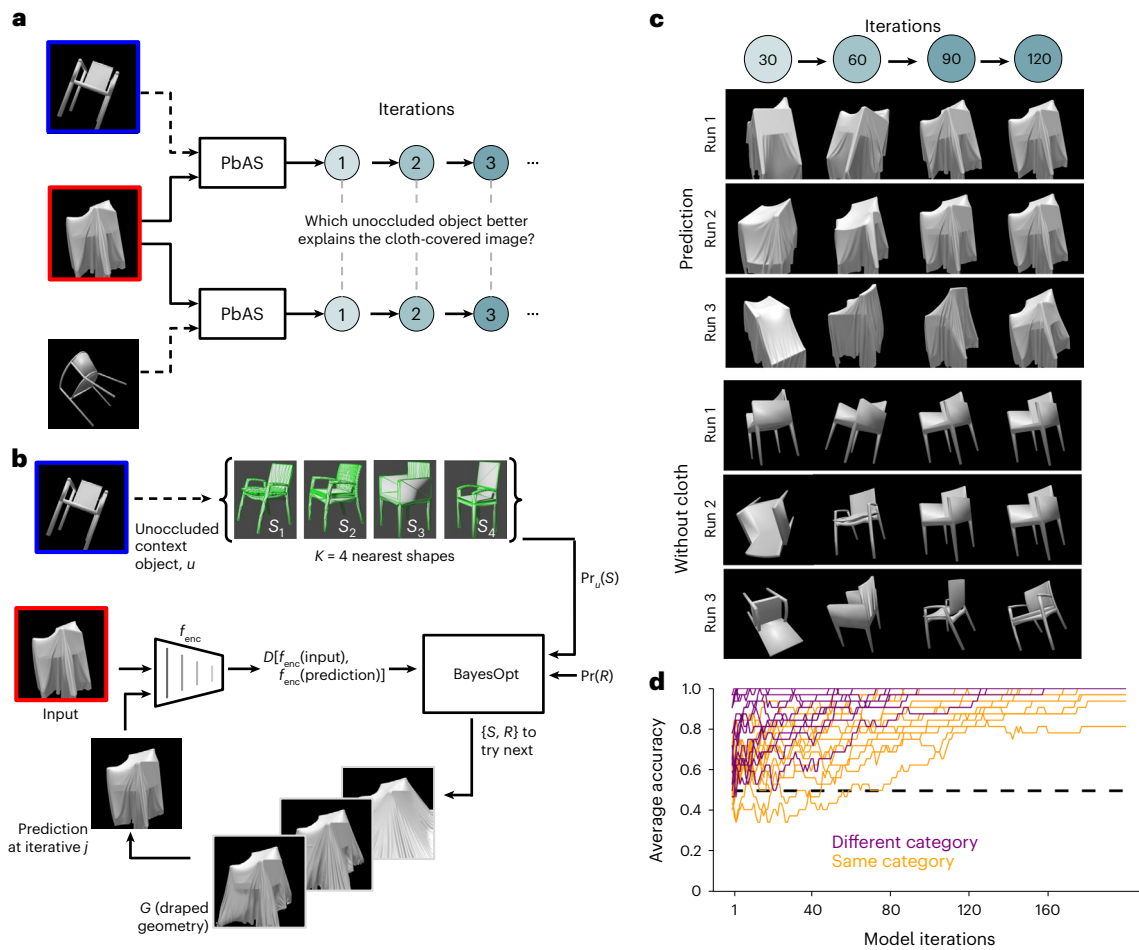 a
Iterations
PbAS
1
2
3
...
Which unoccluded object better
explains the cloth-covered image?
PbAS
1
2
3
...
b
Unoccluded
context
object, u
S1
S2
S3
S4
K = 4 nearest shapes
Pru(S)
Input
fenc
D[fenc(input),
fenc(prediction)]
BayesOpt
Pr(R)
{S, R} to
try next
Prediction
at iterative j
G (draped
geometry)
c
Iterations
30
60
90
120
Prediction
Run 1
Run 2
Run 3
Without cloth
Run 1
Run 2
Run 3
d
Average accuracy
1.0
0.8
0.6
0.4
0.2
0
Different category
Same category
1
40
80
120
160
Model iterations